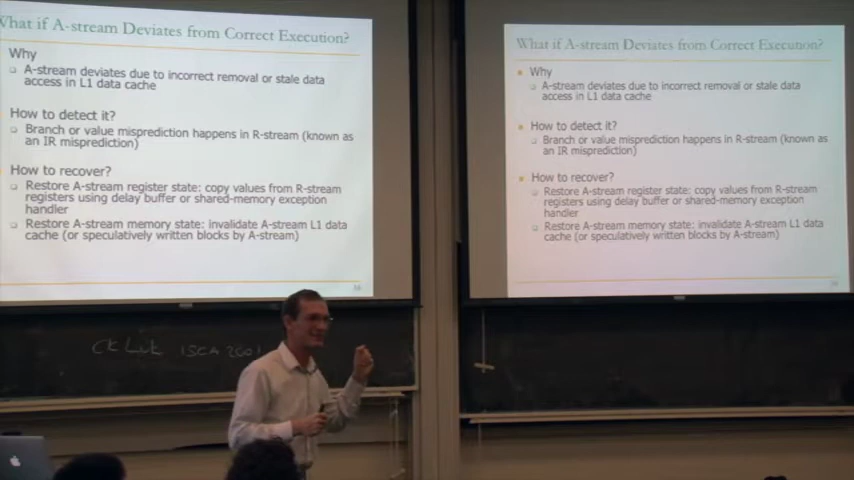 What if A-stream Deviates from Correct Execution?
Why
A-stream deviates due to incorrect removal or stale data
access in L1 data cache
How to detect it?
Branch or value misprediction happens in R-stream (known as
an IR misprediction)
How to recover?
Restore A-stream register state: copy values from R-stream
registers using delay buffer or shared-memory exception
handler
Restore A-stream memory state: invalidate A-stream L1 data
cache (or speculatively written blocks by A-stream)
What if A-stream Deviates from Correct Execution?
Why
A-stream deviates due to incorrect removal or stale data
access in L1 data cache
How to detect it?
Branch or value misprediction happens in R-stream (known as
an IR misprediction)
How to recover?
Restore A-stream register state: copy values from R-stream
registers using delay buffer or shared-memory exception
handler
Restore A-stream memory state: invalidate A-stream L1 data
cache (or speculatively written blocks by A-stream)
CK Luk ISCA 2001